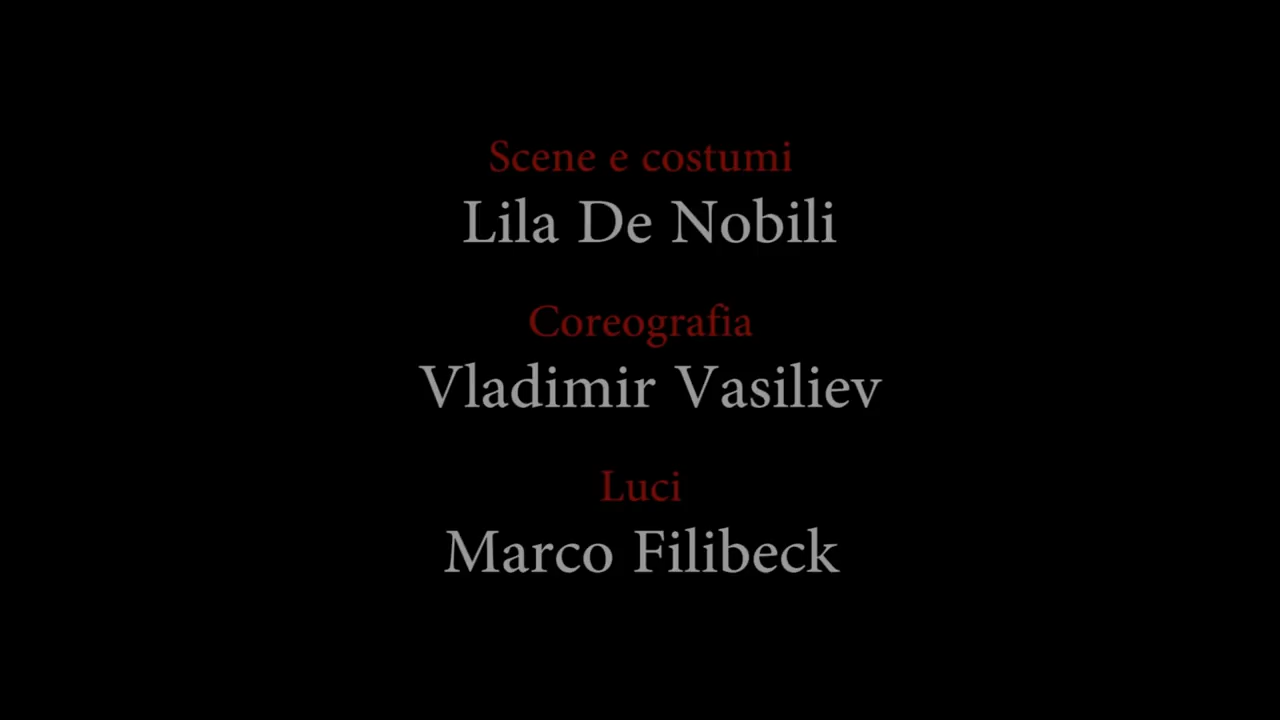 Scene e costumi
Lila De Nobili
Coreografia
Vladimir Vasiliev
Luci
Marco Filibeck